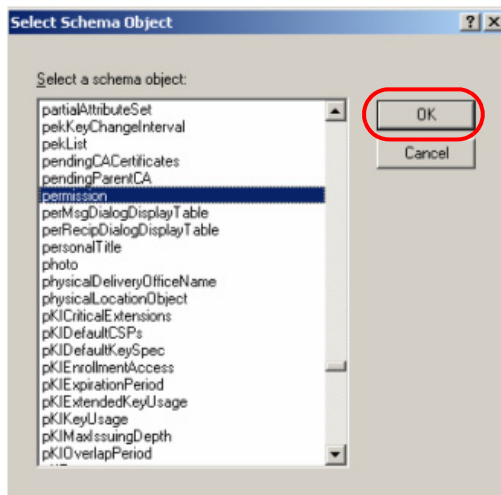 Select Schema Object
Select a schema object:
partialAttributeSet
pekKeyChangeInterval
pekList
pendingCACertificates
pendingParentCA
permission
perMsgDialogDisplayTable
perRecipDialogDisplayTable
personalTitle
photo
physicalDeliveryOfficeName
physicalLocationObject
pKICriticalExtensions
pKIDefaultCSPs
pKIDefaultKeySpec
pKIEnrollmentAccess
pKIExpirationPeriod
pKIExtendedKeyUsage
pKIKeyUsage
pKIMaxIssuingDepth
pKIOverlapPeriod
OK
Cancel